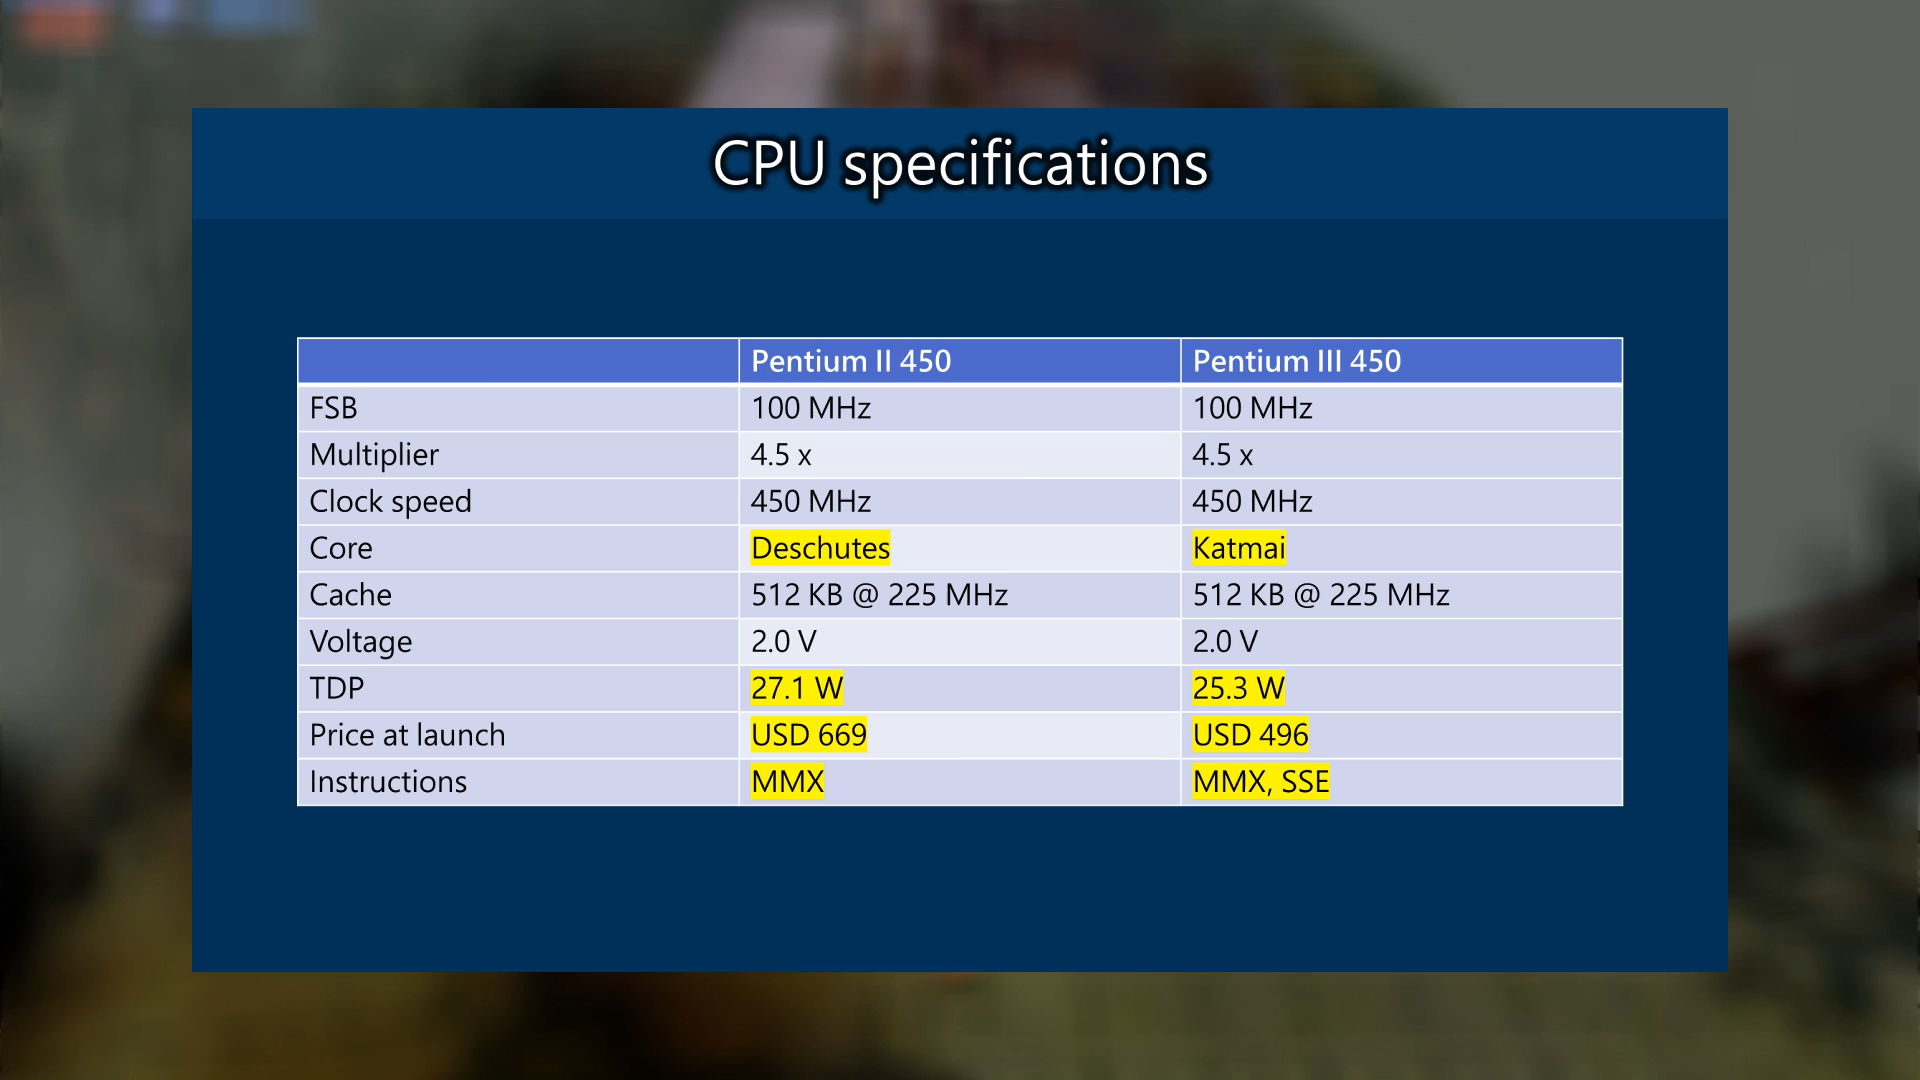 CPU specifications
Pentium II 450 Pentium III 450
FSB 100 MHz 100 MHz
Multiplier 4.5 x 4.5 x
Clock speed 450 MHz 450 MHz
Core Deschutes Katmai
Cache 512 KB @ 225 MHz 512 KB @ 225 MHz
Voltage 2.0 V 2.0 V
TDP 27.1 W 25.3 W
Price at launch USD 669 USD 496
Instructions MMX MMX, SSE